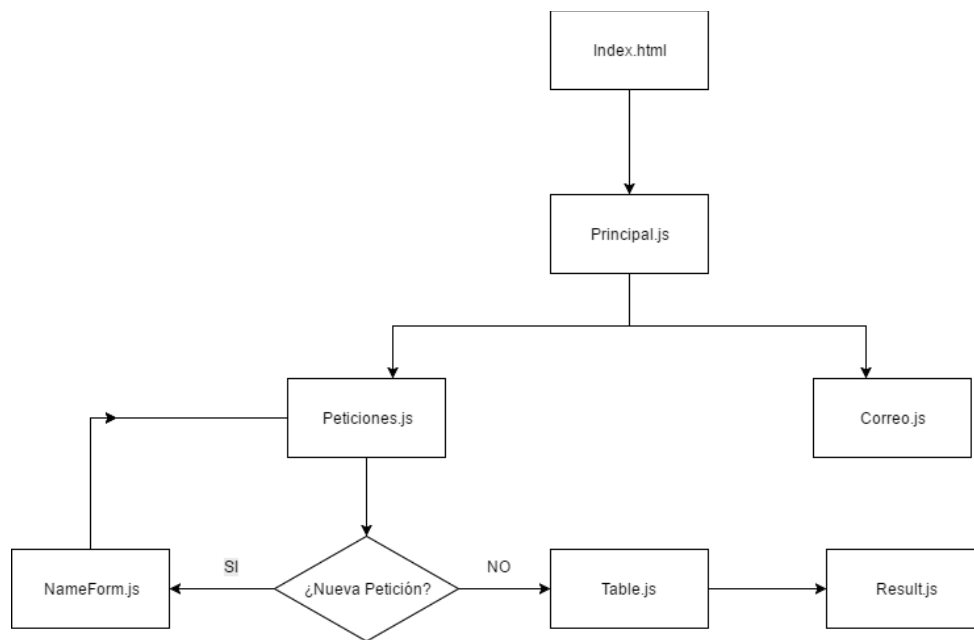 Index.html
Principal.js
Peticiones.js
Correo.js
SI
NO
NameForm.js
¿Nueva Petición?
Table.js
Result.js